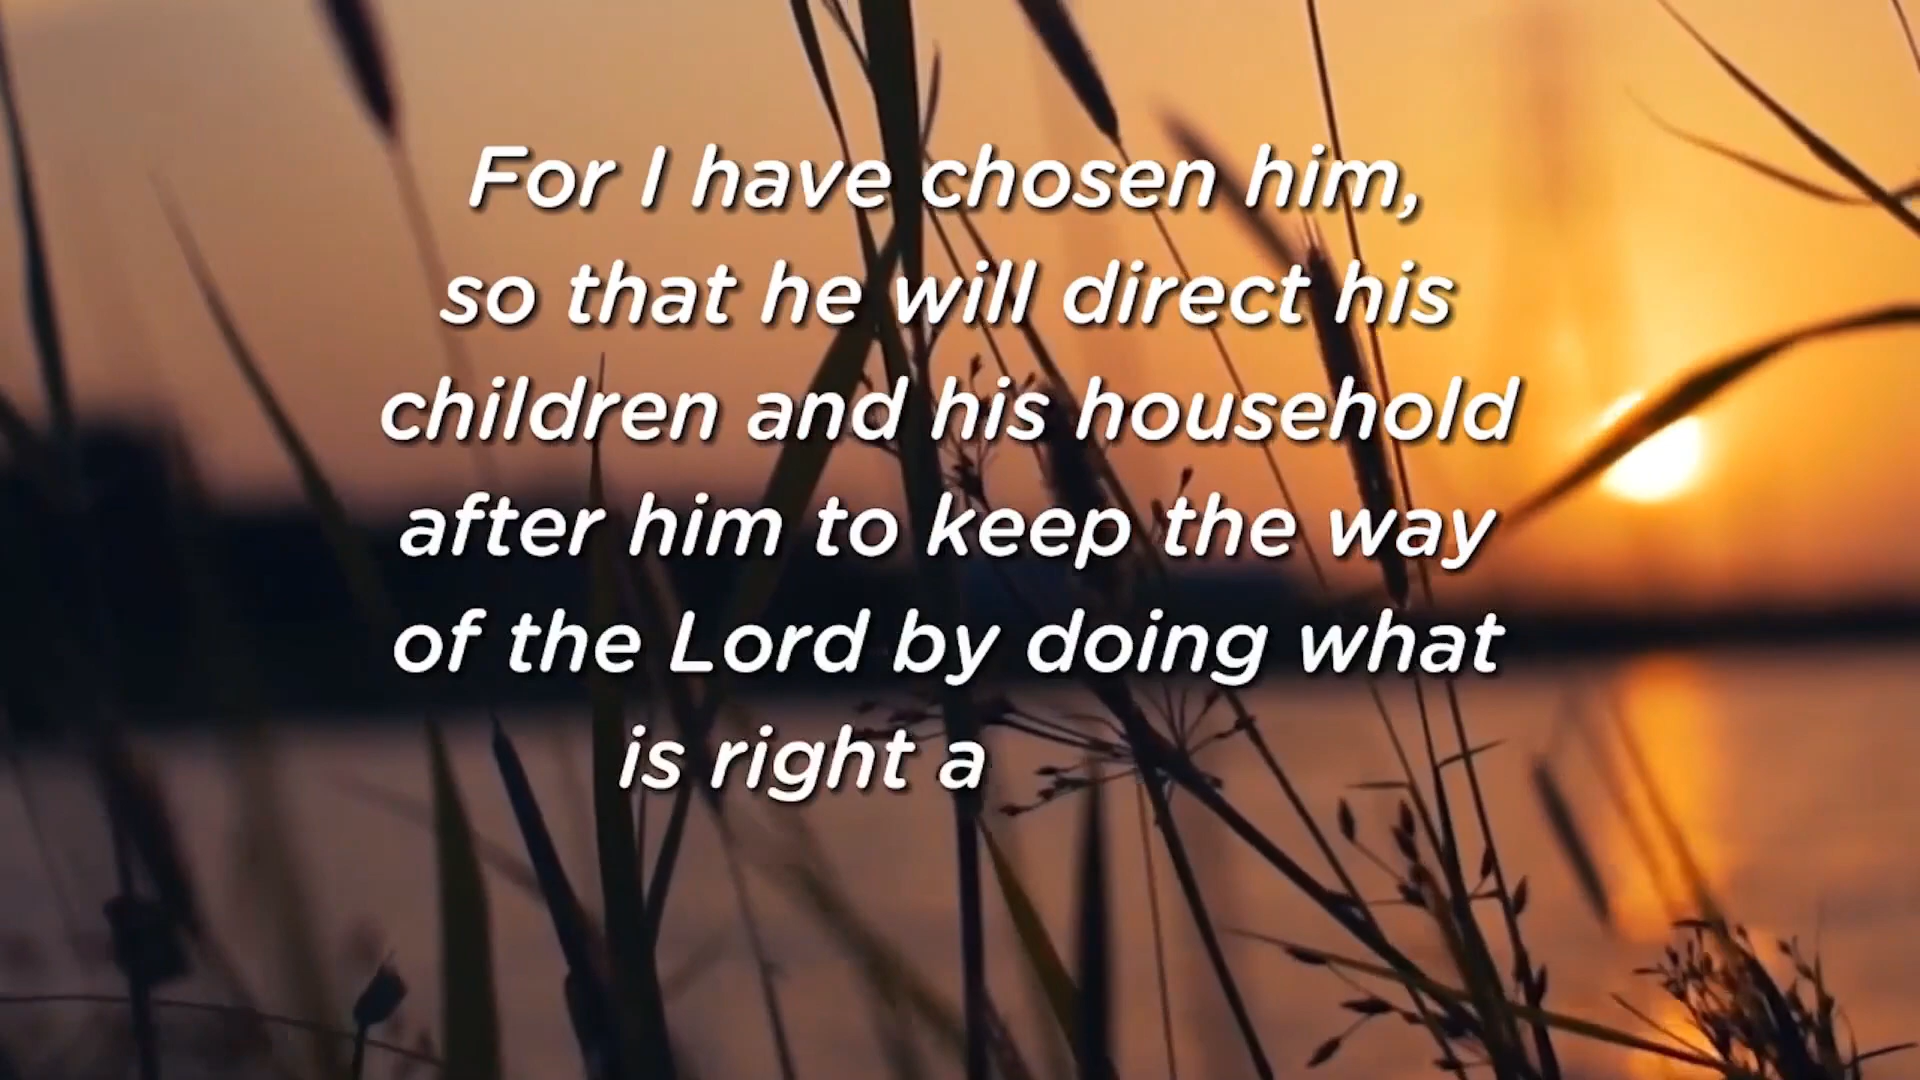 For I have chosen him,
so that he will direct his
children and his household
after him to keep the way
of the Lord by doing what
is right a